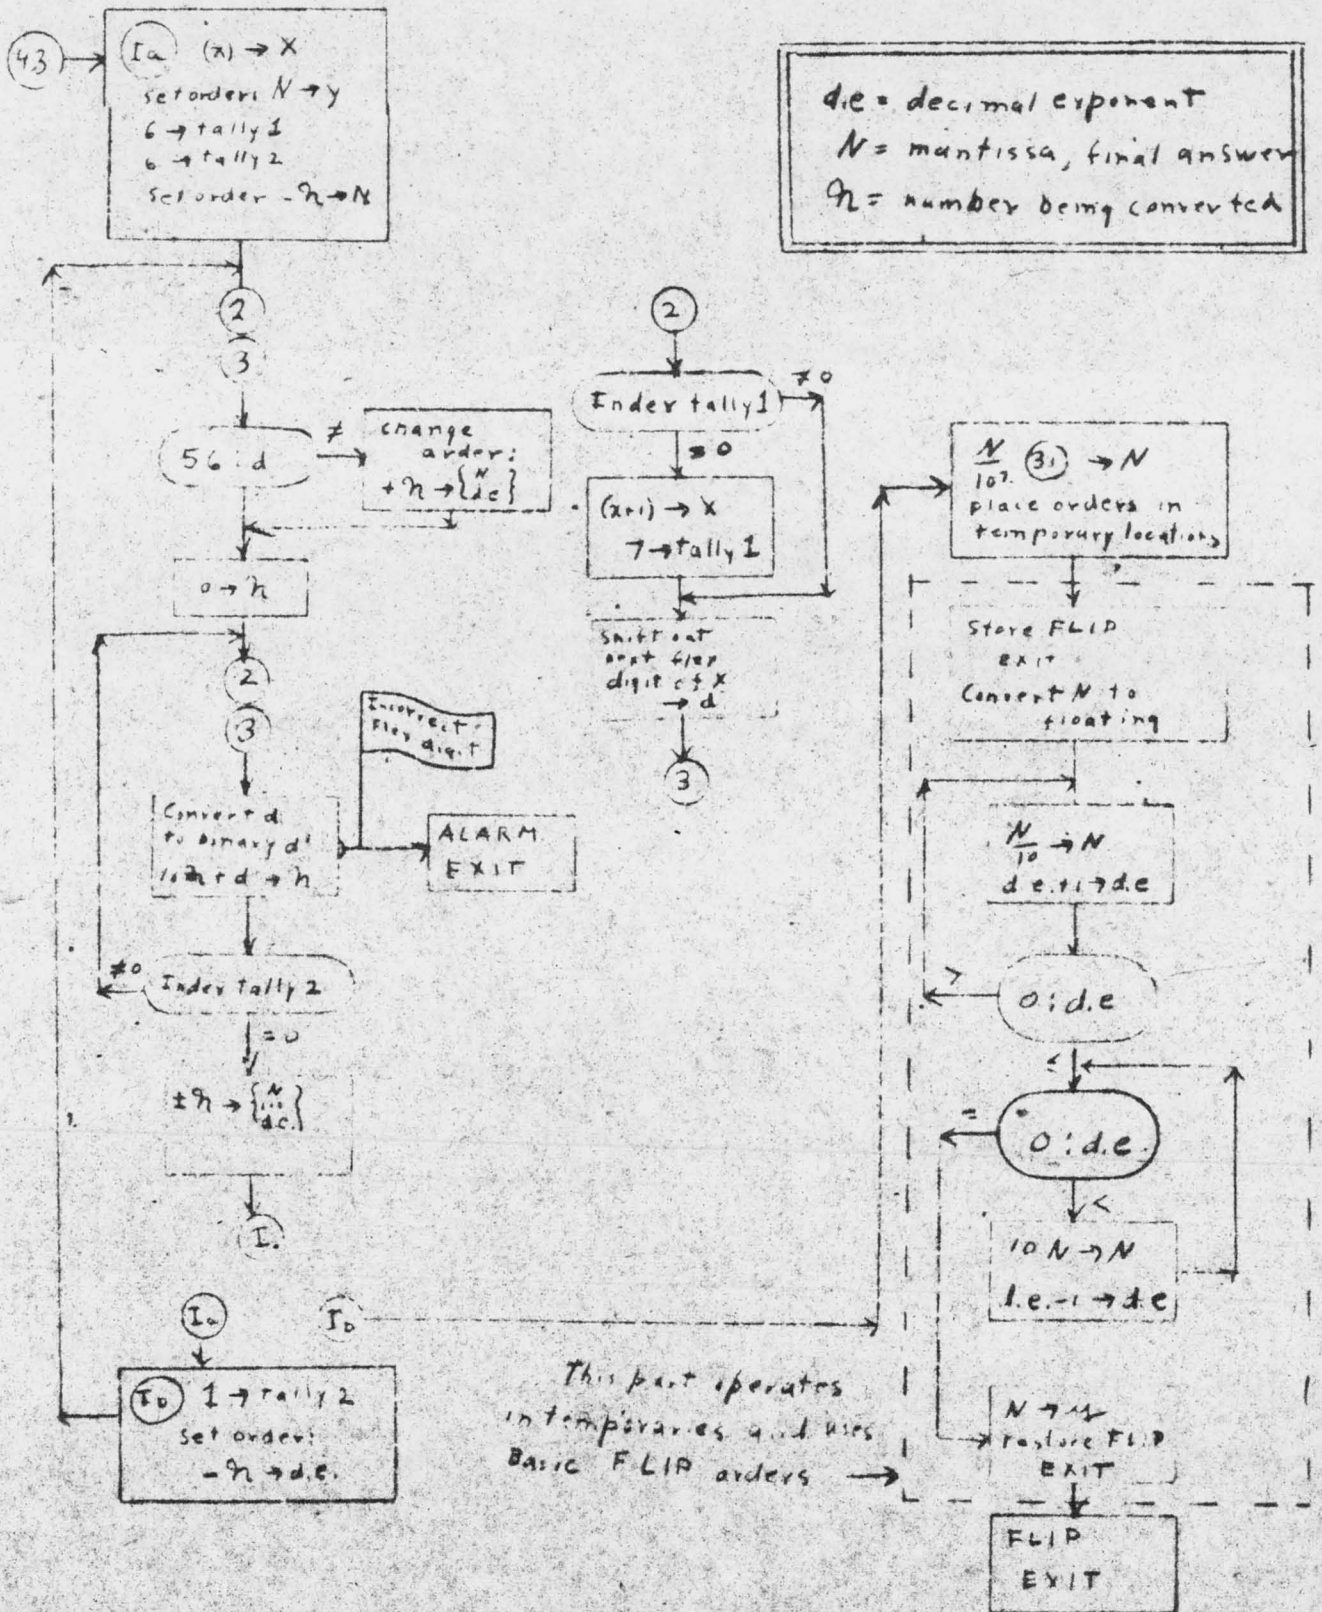 43
Ia (x) → X
Set order: N → y
6 → tally 1
6 → tally 2
Set order - n → N
d.e = decimal exponent
N = mantissa, final answer
n = number being converted
2
3
56 : d
≠
change
order:
+ n → { N
d.e }
0 → n
2
3
Incorrect
Flex digit
Convert d
to binary d'
10n + d' → n
ALARM
EXIT
Index tally 2
≠0
= 0
± n → { N
d.e. }
I.
Ia
Ib
Ib 1 → tally 2
Set order:
- n → d.e.
2
Index tally 1
≠ 0
= 0
(x+1) → X
7 → tally 1
Shift out
next flex
digit of X
→ d
3
N/10⁷ 31 → N
place orders in
temporary locations
Store FLIP
exit
Convert N to
floating
N/10 → N
d.e.+1 → d.e
0 : d.e
>
≤
0 : d.e.
=
<
10 N → N
d.e.-1 → d.e
N → y
restore FLIP
EXIT
This part operates
in temporaries and uses
Basic FLIP orders →
FLIP
EXIT